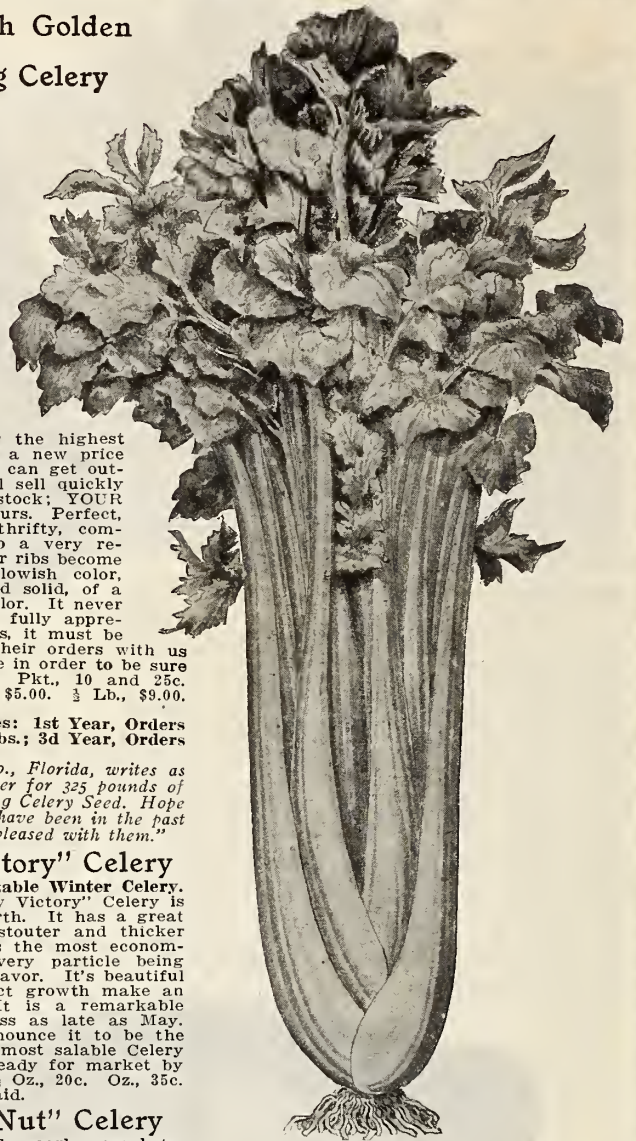 h Golden
g Celery
the highest
a new price
can get out-
l sell quickly
stock; YOUR
urs. Perfect,
thrifty, com-
o a very re-
r ribs become
lowish color,
d solid, of a
lor. It never
fully appre-
s, it must be
heir orders with us
e in order to be sure
Pkt., 10 and 25c.
$5.00. ½ Lb., $9.00.
es: 1st Year, Orders
bs.; 3d Year, Orders
o., Florida, writes as
er for 325 pounds of
g Celery Seed. Hope
have been in the past
pleased with them."
tory" Celery
table Winter Celery.
y Victory" Celery is
rth. It has a great
stouter and thicker
s the most econom-
very particle being
avor. It's beautiful
ct growth make an
It is a remarkable
ss as late as May.
nounce it to be the
most salable Celery
eady for market by
Oz., 20c. Oz., 35c.
aid.
Nut" Celery